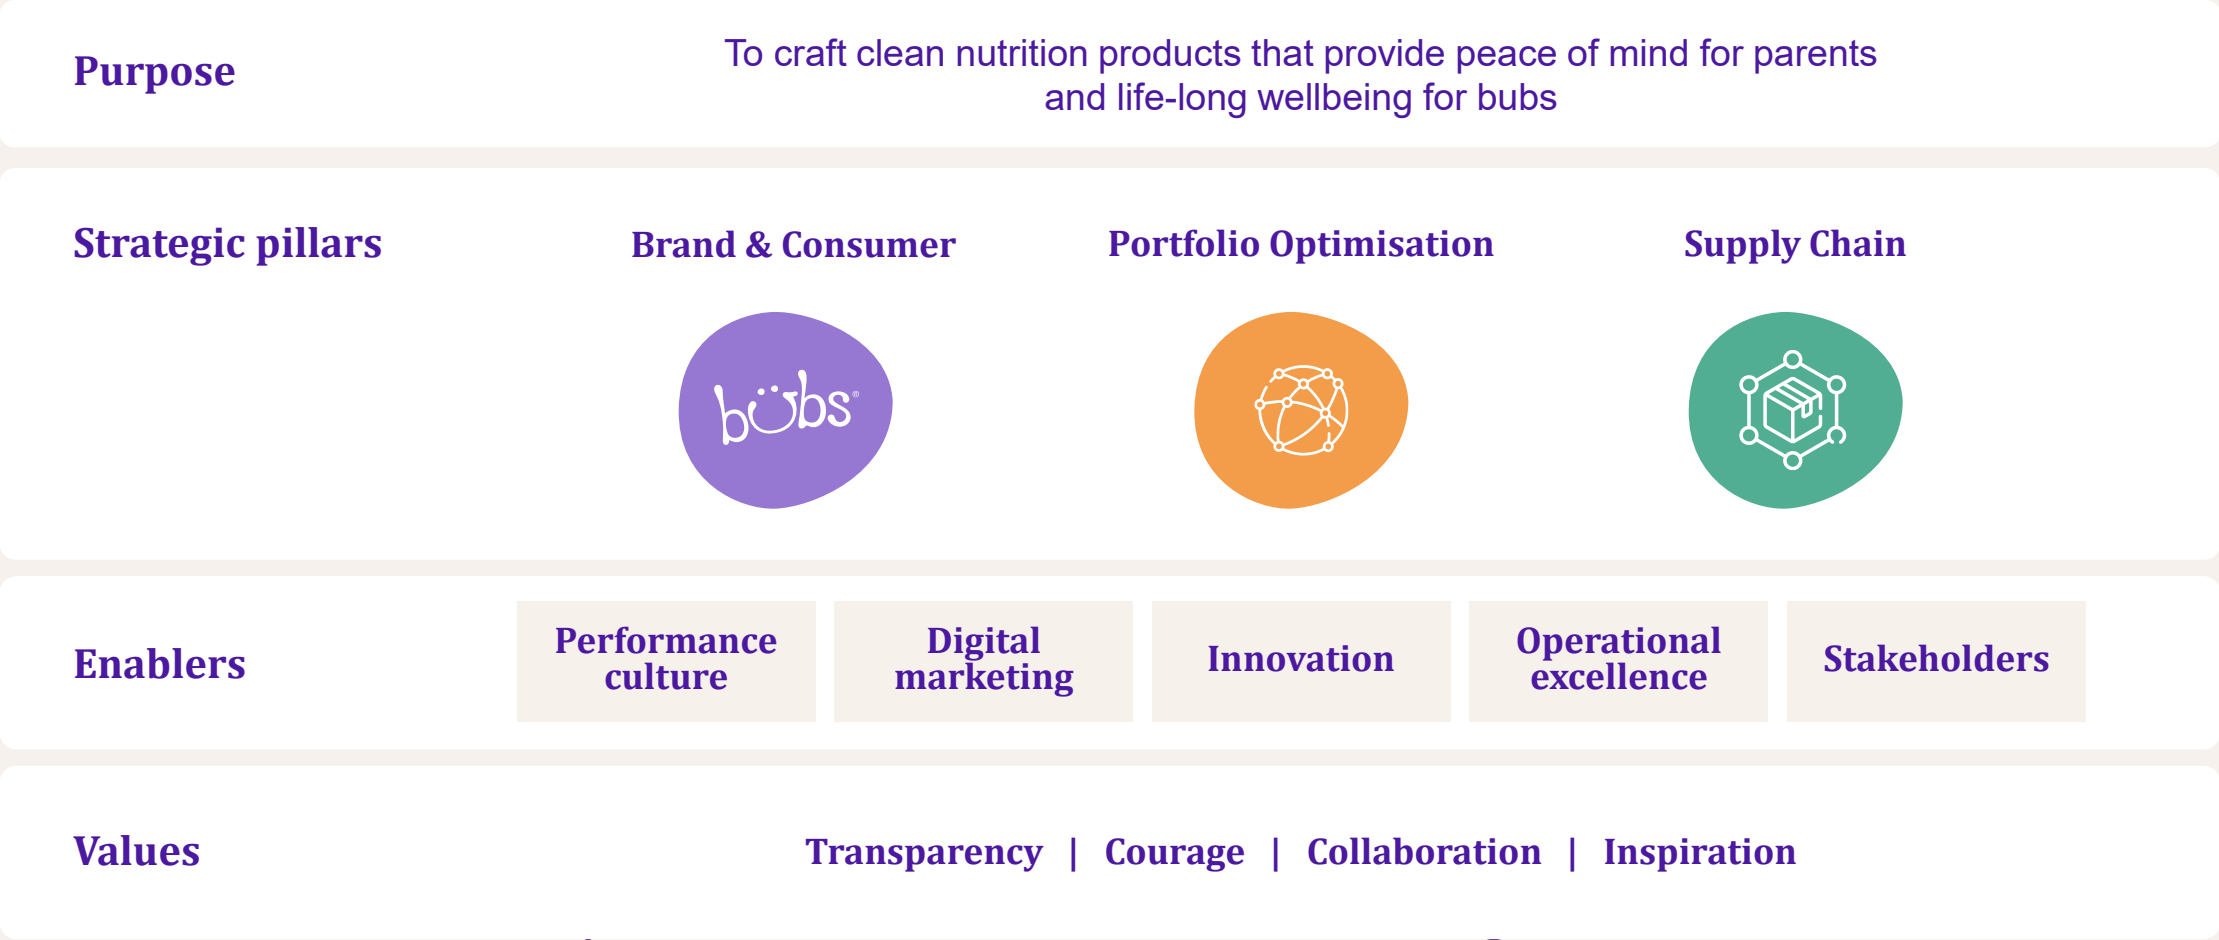 Purpose
To craft clean nutrition products that provide peace of mind for parents
and life-long wellbeing for bubs
Strategic pillars
Brand & Consumer
Portfolio Optimisation
Supply Chain
bubs®
Enablers
Performance
culture
Digital
marketing
Innovation
Operational
excellence
Stakeholders
Values
Transparency | Courage | Collaboration | Inspiration